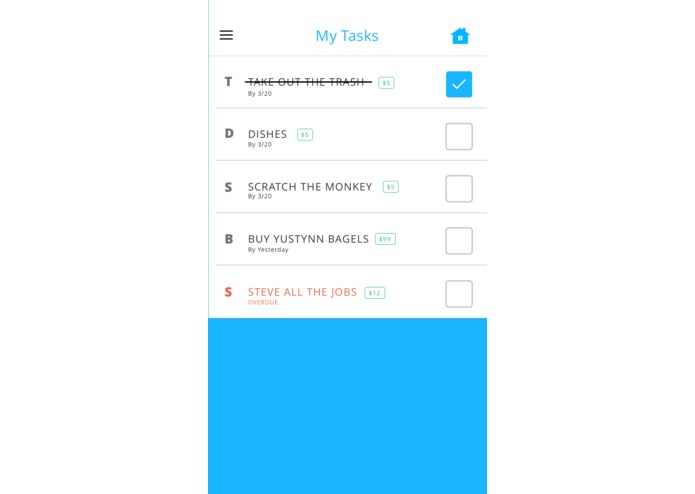 My Tasks
T TAKE OUT THE TRASH $5
By 3/20
D DISHES $5
By 3/20
S SCRATCH THE MONKEY $5
By 3/20
B BUY YUSTYNN BAGELS $99
By Yesterday
S STEVE ALL THE JOBS $12
OVERDUE